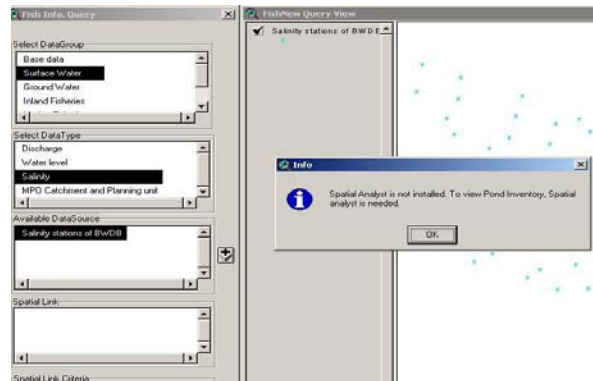 Fish Info. Query
Select DataGroup
Base data
Surface Water
Ground Water
Inland Fisheries
Select DataType
Discharge
Water level
Salinity
MPO Catchment and Planning unit
Available DataSource
Salinity stations of BWDB
Spatial Link
Spatial Link Criteria
FishNew Query View
Salinity stations of BWDB
Info
Spatial Analyst is not installed. To view Pond Inventory, Spatial
analyst is needed.
OK